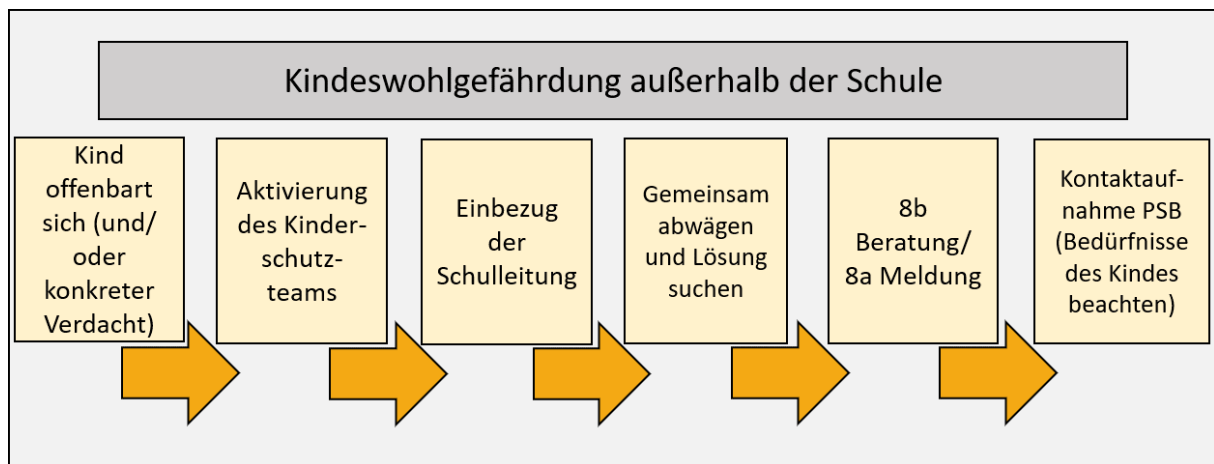 Kindeswohlgefährdung außerhalb der Schule
Kind
offenbart
sich (und/
oder
konkreter
Verdacht)
Aktivierung
des Kinder-
schutz-
teams
Einbezug
der
Schulleitung
Gemeinsam
abwägen
und Lösung
suchen
8b
Beratung/
8a Meldung
Kontaktauf-
nahme PSB
(Bedürfnisse
des Kindes
beachten)